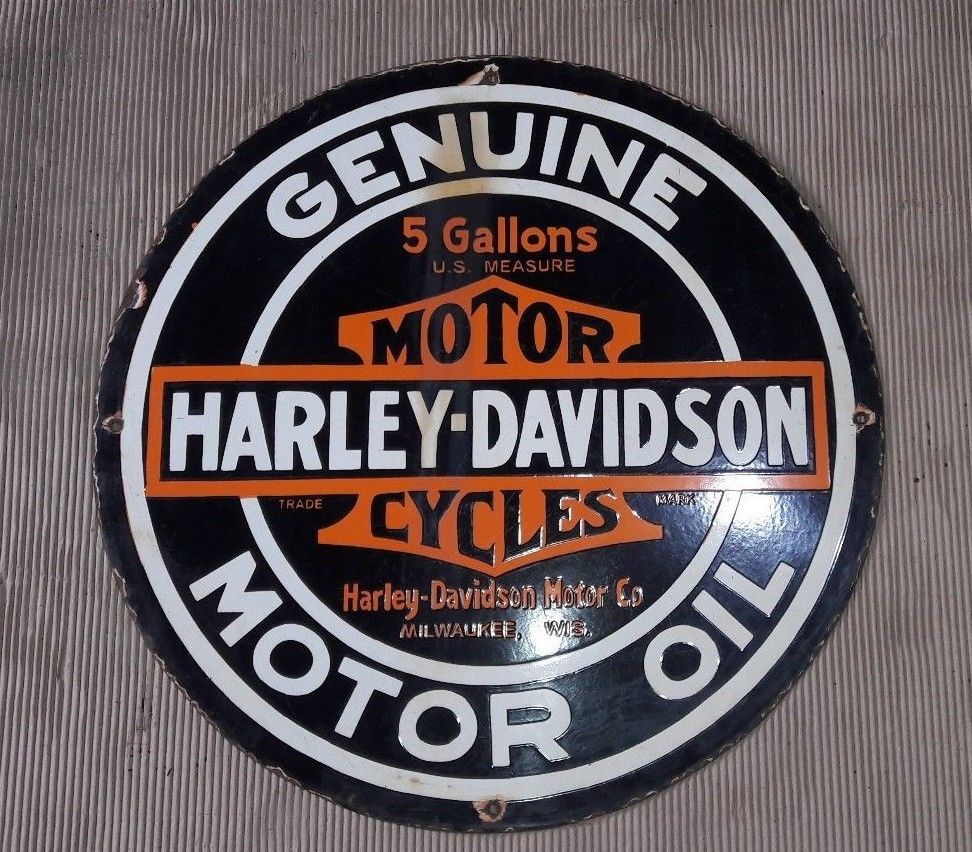 GENUINE
5 Gallons
U.S. MEASURE
MOTOR
HARLEY-DAVIDSON
TRADE MARK
CYCLES
Harley-Davidson Motor Co
MILWAUKEE, WIS.
MOTOR OIL